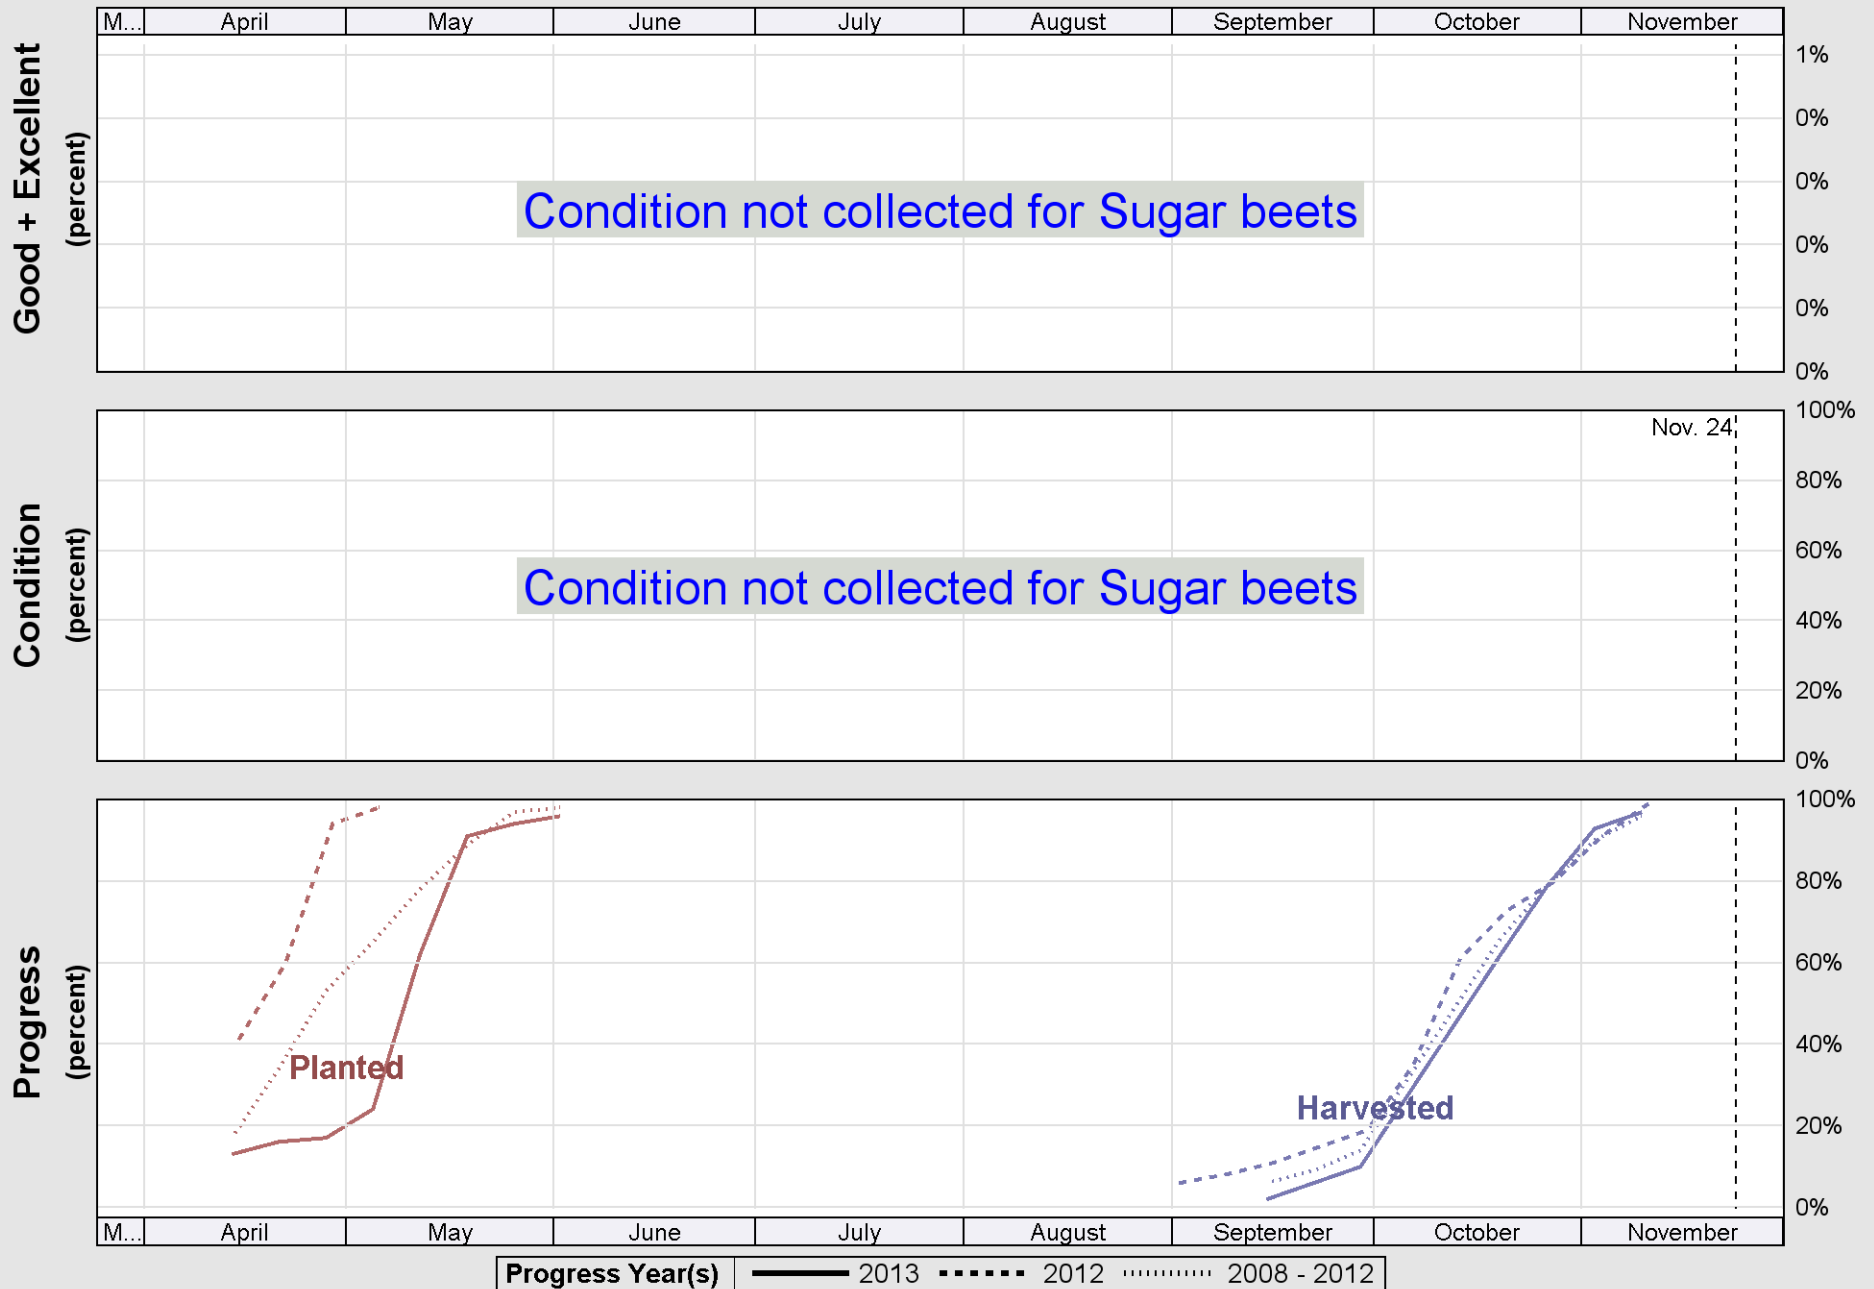 M... April May June July August September October November
Good + Excellent
(percent)
1%
0%
0%
0%
0%
0%
Condition not collected for Sugar beets
Condition
(percent)
100%
80%
60%
40%
20%
0%
Nov. 24
Condition not collected for Sugar beets
Progress
(percent)
100%
80%
60%
40%
20%
0%
Planted
Harvested
M... April May June July August September October November
Progress Year(s) 2013 2012 2008 - 2012